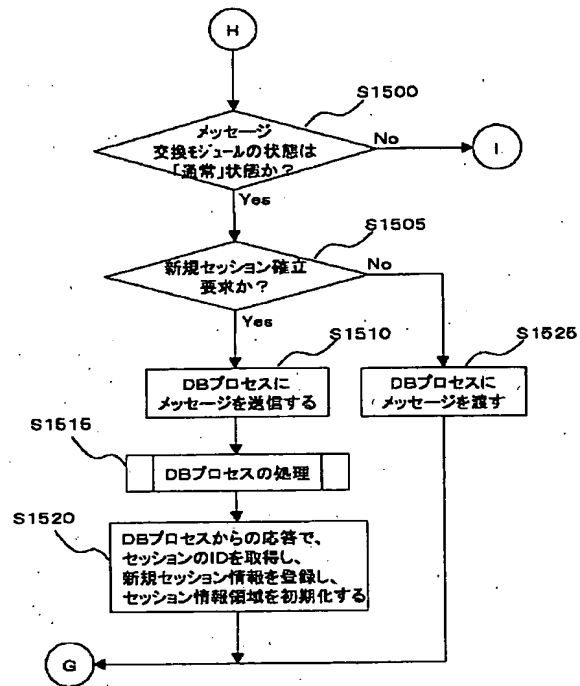 H
S1500
メッセージ
交換モジュールの状態は
「通常」状態か？
No
I
Yes
S1505
新規セッション確立
要求か？
No
Yes
S1510
S1525
DBプロセスに
メッセージを送信する
DBプロセスに
メッセージを渡す
S1515
DBプロセスの処理
S1520
DBプロセスからの応答で、
セッションのIDを取得し、
新規セッション情報を登録し、
セッション情報領域を初期化する
G